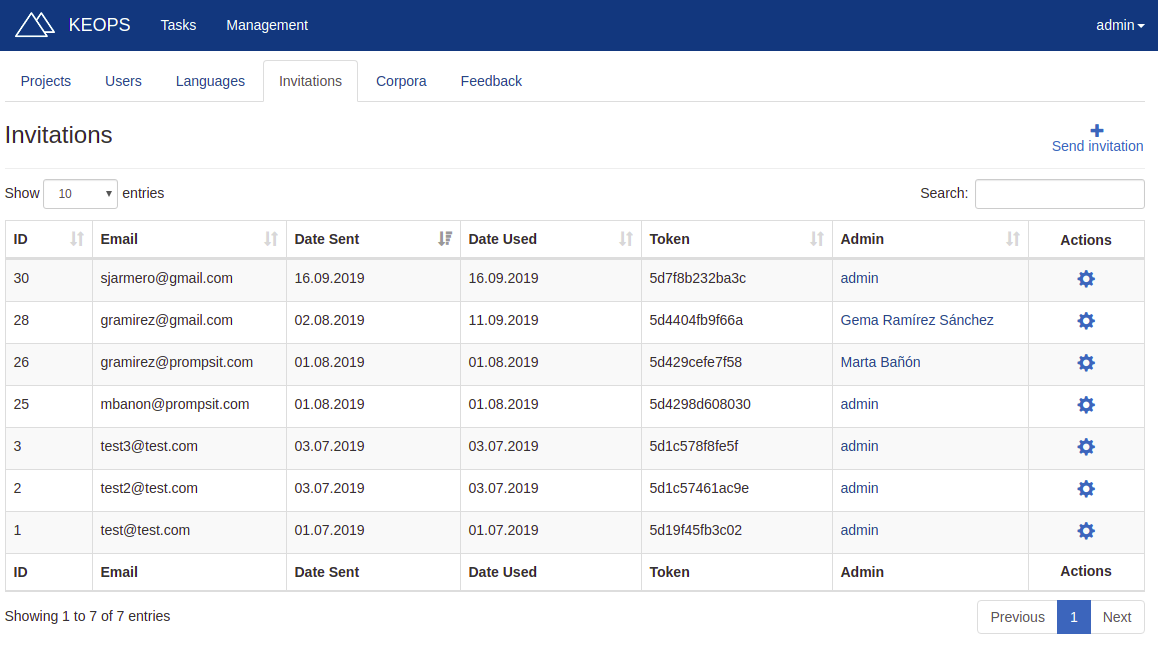 KEOPS Tasks Management admin
Projects Users Languages Invitations Corpora Feedback
Invitations
Send invitation
Show 10 entries Search:
ID Email Date Sent Date Used Token Admin Actions
30 sjarmero@gmail.com 16.09.2019 16.09.2019 5d7f8b232ba3c admin
28 gramirez@gmail.com 02.08.2019 11.09.2019 5d4404fb9f66a Gema Ramírez Sánchez
26 gramirez@prompsit.com 01.08.2019 01.08.2019 5d429cefe7f58 Marta Bañón
25 mbanon@prompsit.com 01.08.2019 01.08.2019 5d4298d608030 admin
3 test3@test.com 03.07.2019 03.07.2019 5d1c578f8fe5f admin
2 test2@test.com 03.07.2019 03.07.2019 5d1c57461ac9e admin
1 test@test.com 01.07.2019 01.07.2019 5d19f45fb3c02 admin
ID Email Date Sent Date Used Token Admin Actions
Showing 1 to 7 of 7 entries Previous 1 Next